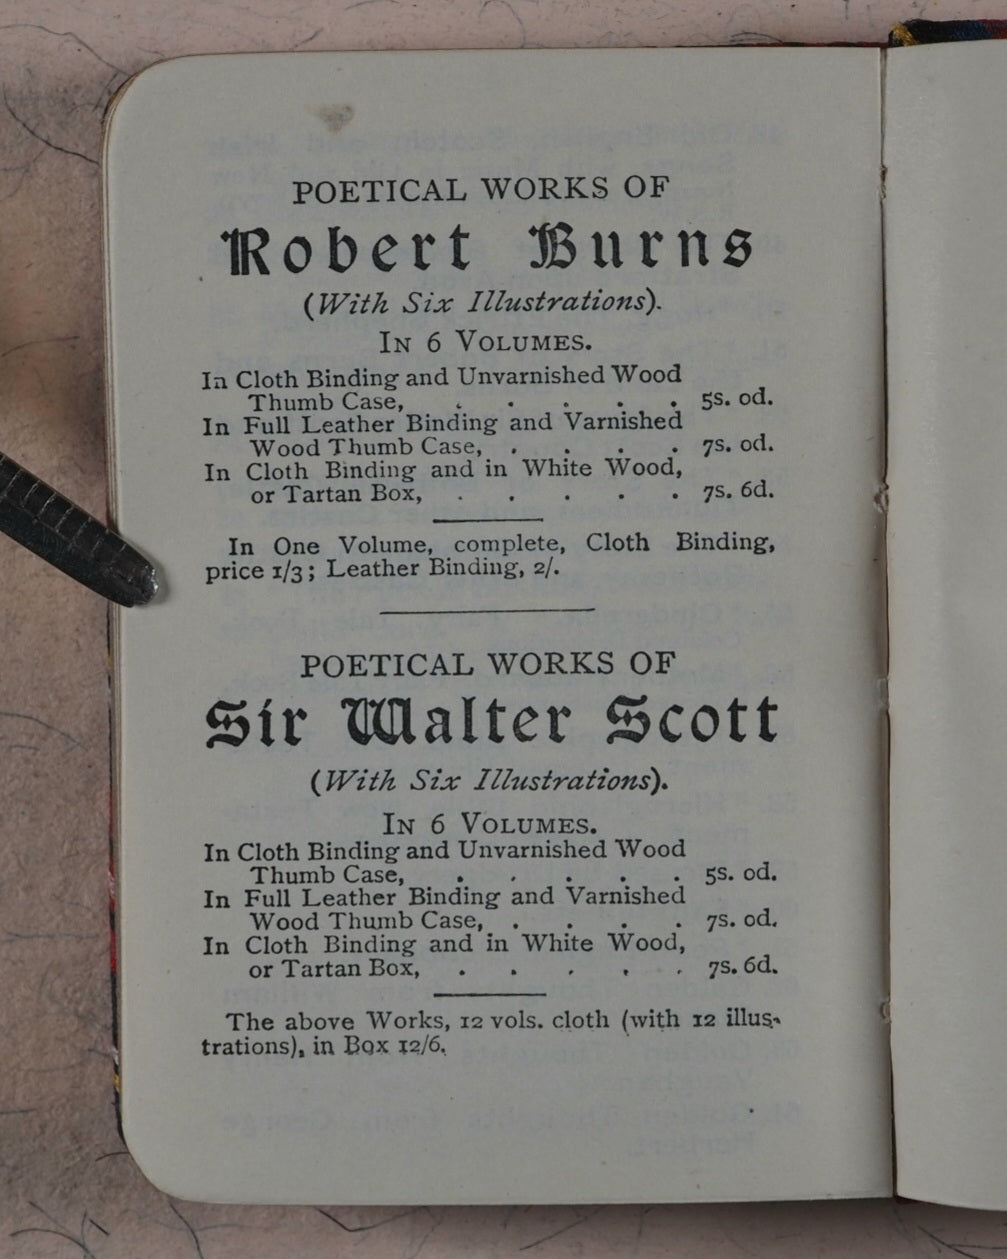 POETICAL WORKS OF
Robert Burns
(With Six Illustrations).
IN 6 VOLUMES.
In Cloth Binding and Unvarnished Wood
Thumb Case, . . . . . 5s. od.
In Full Leather Binding and Varnished
Wood Thumb Case, . . . . 7s. od.
In Cloth Binding and in White Wood,
or Tartan Box, . . . . . 7s. 6d.
In One Volume, complete, Cloth Binding,
price 1/3; Leather Binding, 2/.
POETICAL WORKS OF
Sir Walter Scott
(With Six Illustrations).
IN 6 VOLUMES.
In Cloth Binding and Unvarnished Wood
Thumb Case, . . . . . 5s. od.
In Full Leather Binding and Varnished
Wood Thumb Case, . . . . 7s. od.
In Cloth Binding and in White Wood,
or Tartan Box, . . . . . 7s. 6d.
The above Works, 12 vols. cloth (with 12 illus-
trations), in Box 12/6.